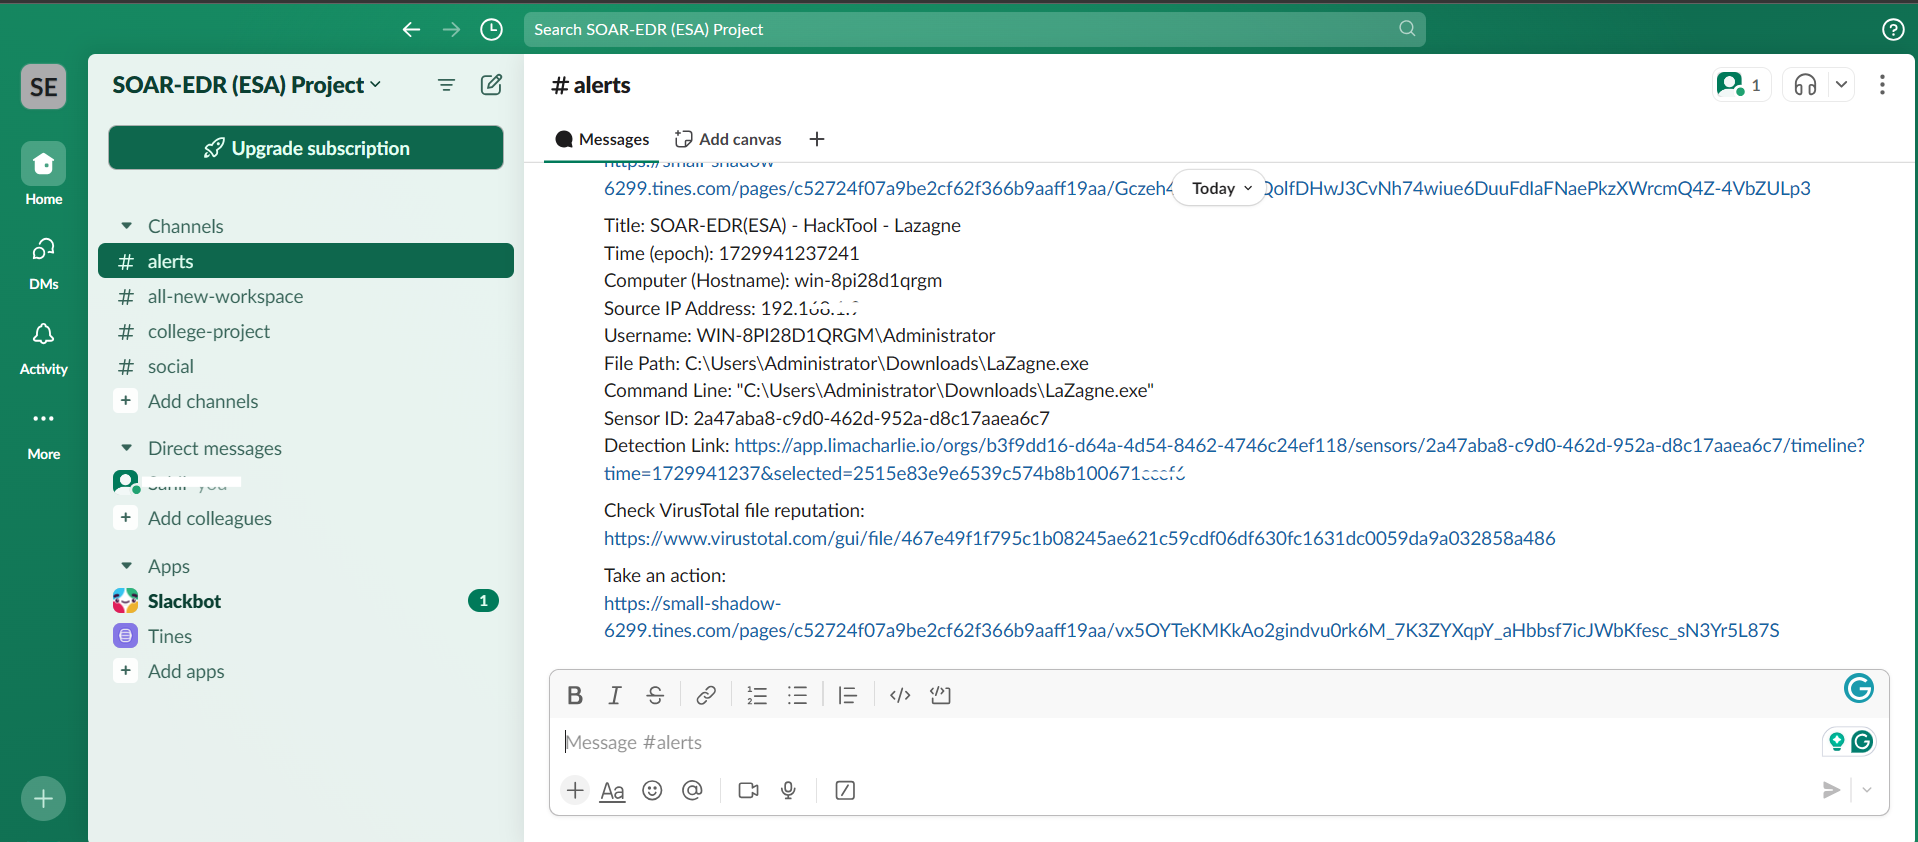 Search SOAR-EDR (ESA) Project
SE
Home
DMs
Activity
More
SOAR-EDR (ESA) Project
Upgrade subscription
Channels
# alerts
# all-new-workspace
# college-project
# social
+ Add channels
Direct messages
+ Add colleagues
Apps
Slackbot 1
Tines
+ Add apps
# alerts
1
Messages
Add canvas
https://small-shadow-
6299.tines.com/pages/c52724f07a9be2cf62f366b9aaff19aa/Gczeh QolfDHwJ3CvNh74wiue6DuuFdlaFNaePkzXWrcmQ4Z-4VbZULp3
Today
Title: SOAR-EDR(ESA) - HackTool - Lazagne
Time (epoch): 1729941237241
Computer (Hostname): win-8pi28d1qrgm
Source IP Address: 192.
Username: WIN-8PI28D1QRGM\Administrator
File Path: C:\Users\Administrator\Downloads\LaZagne.exe
Command Line: "C:\Users\Administrator\Downloads\LaZagne.exe"
Sensor ID: 2a47aba8-c9d0-462d-952a-d8c17aaea6c7
Detection Link: https://app.limacharlie.io/orgs/b3f9dd16-d64a-4d54-8462-4746c24ef118/sensors/2a47aba8-c9d0-462d-952a-d8c17aaea6c7/timeline?
time=1729941237&selected=2515e83e9e6539c574b8b100671
Check VirusTotal file reputation:
https://www.virustotal.com/gui/file/467e49f1f795c1b08245ae621c59cdf06df630fc1631dc0059da9a032858a486
Take an action:
https://small-shadow-
6299.tines.com/pages/c52724f07a9be2cf62f366b9aaff19aa/vx5OYTeKMKkAo2gindvu0rk6M_7K3ZYXqpY_aHbbsf7icJWbKfesc_sN3Yr5L87S
Message #alerts